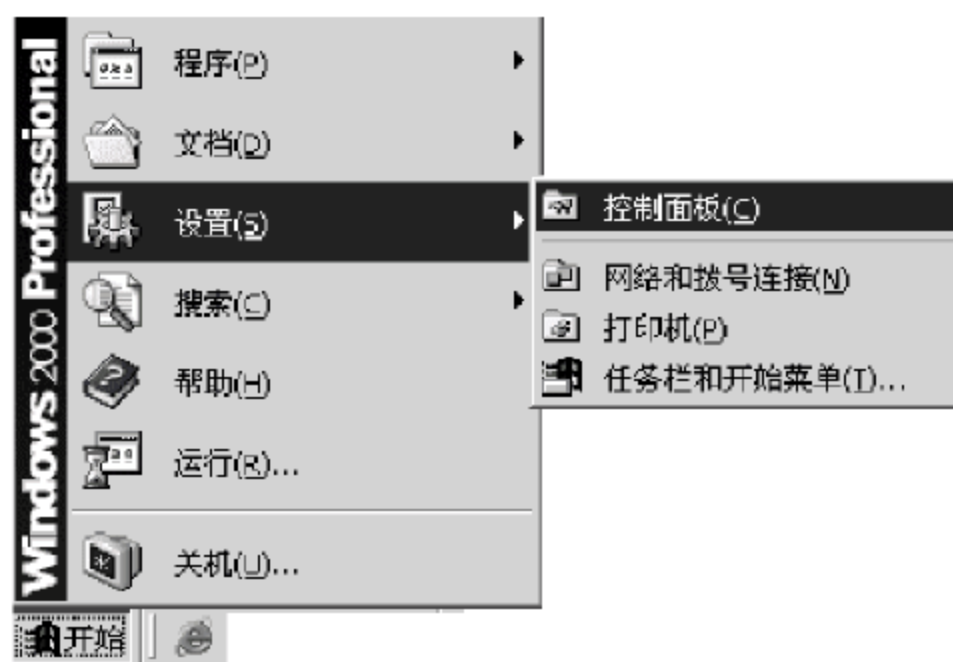 Windows 2000 Professional
程序(P)
文档(D)
设置(S)
搜索(C)
帮助(H)
运行(R)...
关机(U)...
控制面板(C)
网络和拨号连接(N)
打印机(P)
任务栏和开始菜单(T)...
开始